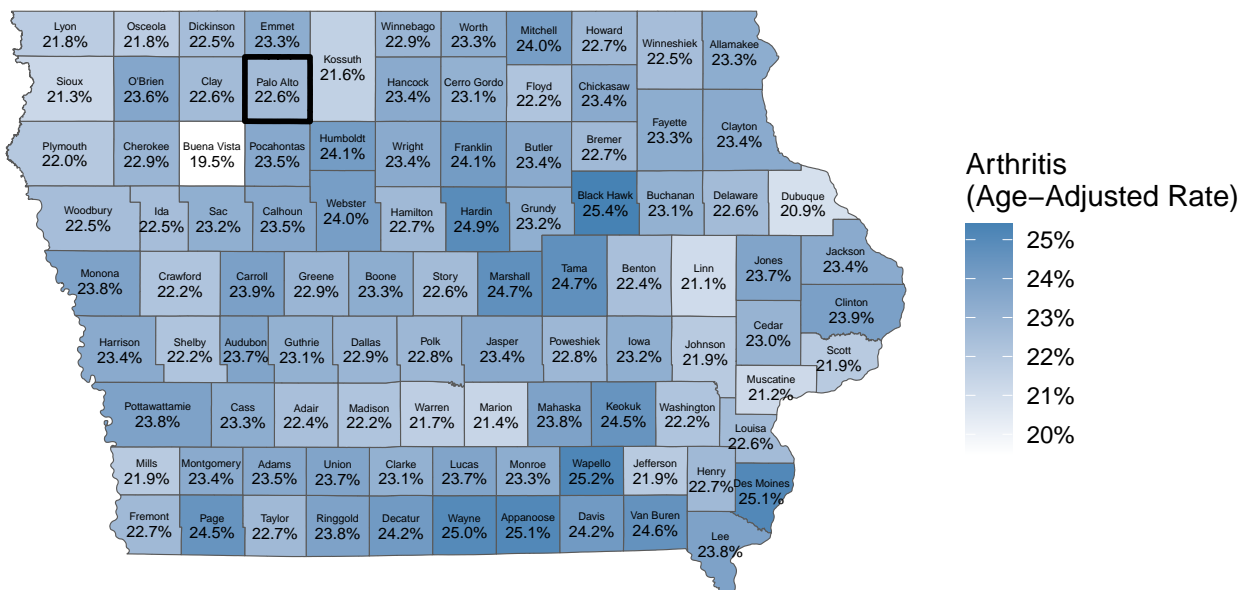 Lyon
21.8%
Osceola
21.8%
Dickinson
22.5%
Emmet
23.3%
Kossuth
21.6%
Winnebago
22.9%
Worth
23.3%
Mitchell
24.0%
Howard
22.7%
Winneshiek
22.5%
Allamakee
23.3%
Sioux
21.3%
O'Brien
23.6%
Clay
22.6%
Palo Alto
22.6%
Hancock
23.4%
Cerro Gordo
23.1%
Floyd
22.2%
Chickasaw
23.4%
Fayette
23.3%
Clayton
23.4%
Plymouth
22.0%
Cherokee
22.9%
Buena Vista
19.5%
Pocahontas
23.5%
Humboldt
24.1%
Wright
23.4%
Franklin
24.1%
Butler
23.4%
Bremer
22.7%
Woodbury
22.5%
Ida
22.5%
Sac
23.2%
Calhoun
23.5%
Webster
24.0%
Hamilton
22.7%
Hardin
24.9%
Grundy
23.2%
Black Hawk
25.4%
Buchanan
23.1%
Delaware
22.6%
Dubuque
20.9%
Monona
23.8%
Crawford
22.2%
Carroll
23.9%
Greene
22.9%
Boone
23.3%
Story
22.6%
Marshall
24.7%
Tama
24.7%
Benton
22.4%
Linn
21.1%
Jones
23.7%
Jackson
23.4%
Clinton
23.9%
Harrison
23.4%
Shelby
22.2%
Audubon
23.7%
Guthrie
23.1%
Dallas
22.9%
Polk
22.8%
Jasper
23.4%
Poweshiek
22.8%
Iowa
23.2%
Johnson
21.9%
Cedar
23.0%
Scott
21.9%
Muscatine
21.2%
Pottawattamie
23.8%
Cass
23.3%
Adair
22.4%
Madison
22.2%
Warren
21.7%
Marion
21.4%
Mahaska
23.8%
Keokuk
24.5%
Washington
22.2%
Louisa
22.6%
Mills
21.9%
Montgomery
23.4%
Adams
23.5%
Union
23.7%
Clarke
23.1%
Lucas
23.7%
Monroe
23.3%
Wapello
25.2%
Jefferson
21.9%
Henry
22.7%
Des Moines
25.1%
Fremont
22.7%
Page
24.5%
Taylor
22.7%
Ringgold
23.8%
Decatur
24.2%
Wayne
25.0%
Appanoose
25.1%
Davis
24.2%
Van Buren
24.6%
Lee
23.8%
Arthritis
(Age−Adjusted Rate)
25%
24%
23%
22%
21%
20%